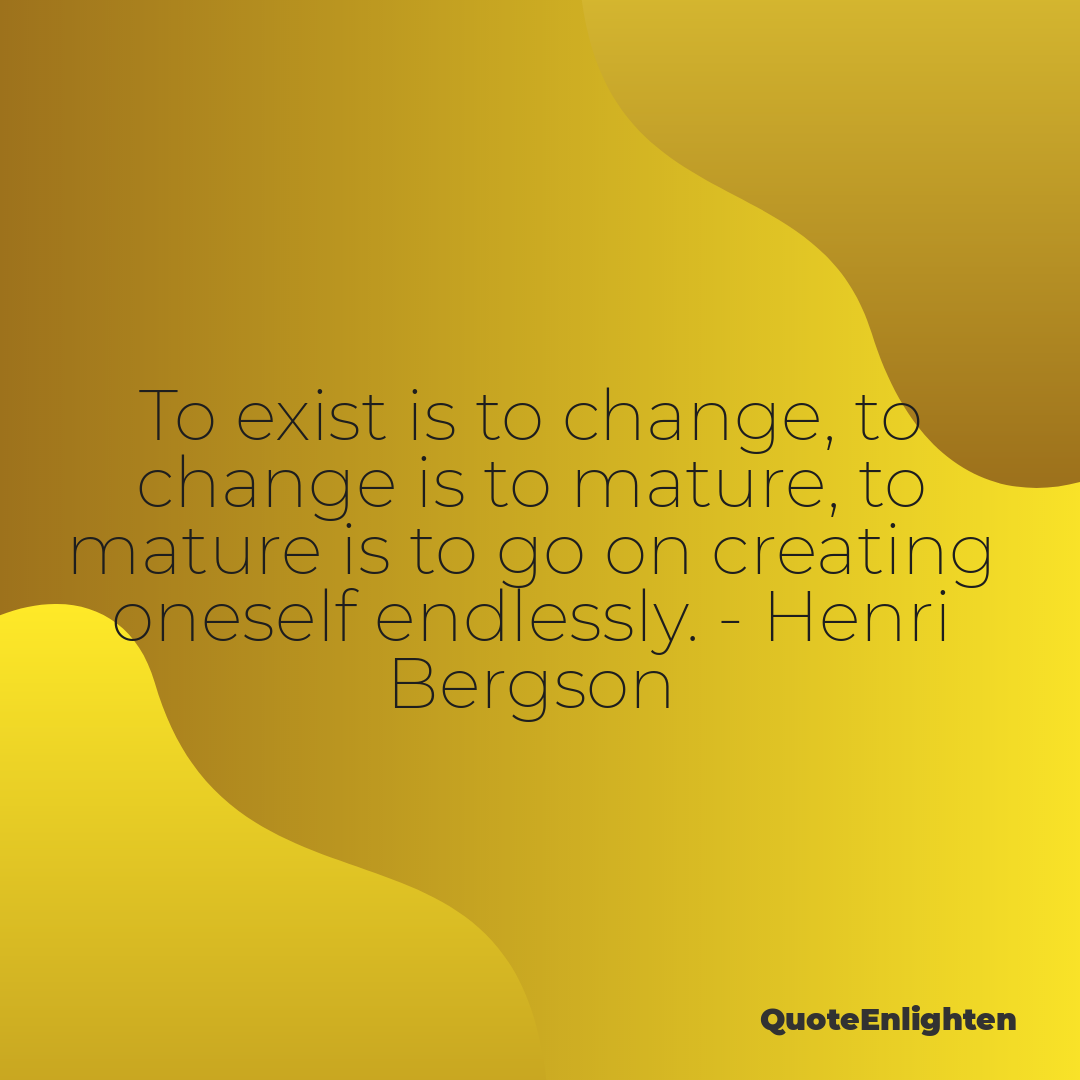 To exist is to change, to
change is to mature, to
mature is to go on creating
oneself endlessly. - Henri
Bergson
QuoteEnlighten